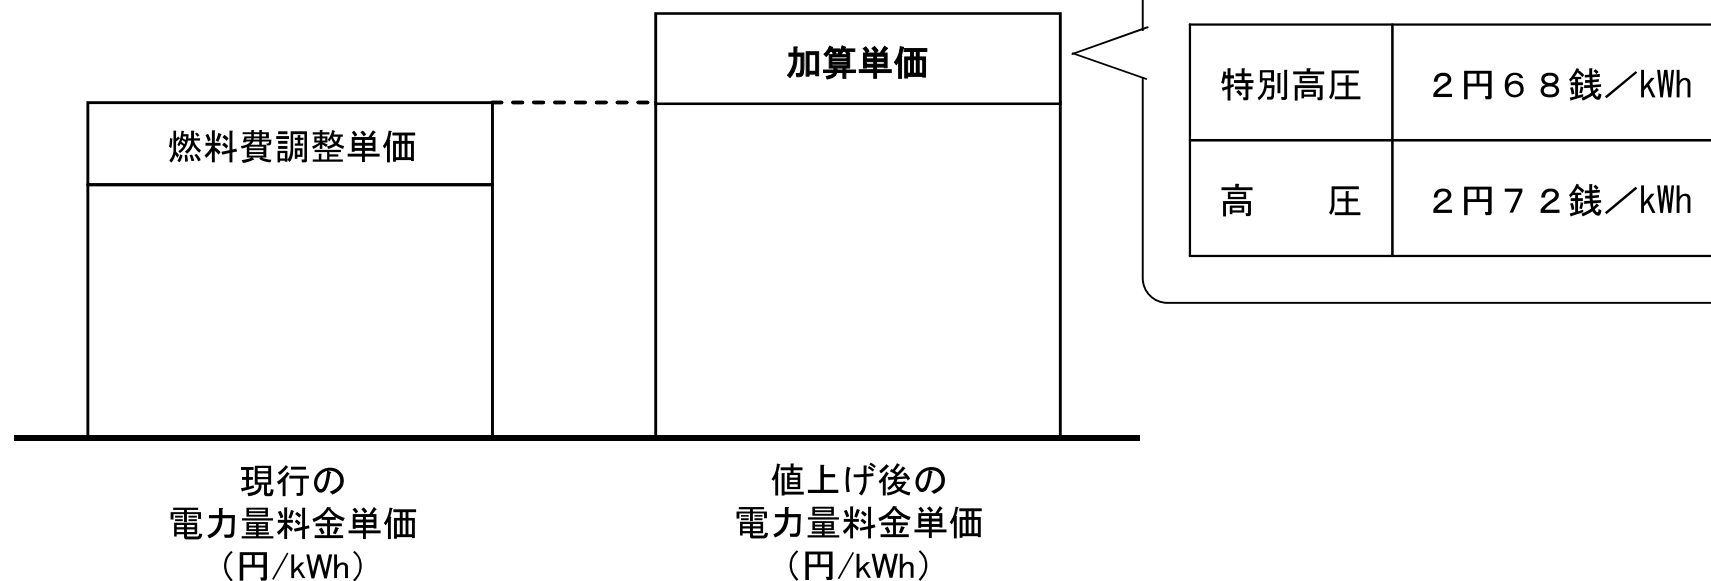 加算単価
燃料費調整単価
特別高圧 2円68銭／kWh
高　　圧 2円72銭／kWh
現行の
電力量料金単価
（円/kWh）
値上げ後の
電力量料金単価
（円/kWh）